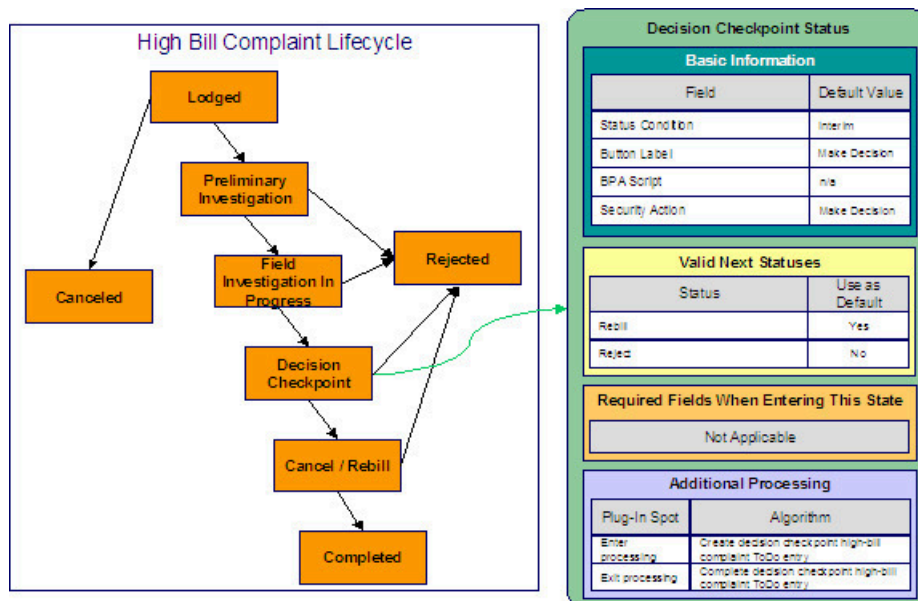 High Bill Complaint Lifecycle
Lodged
Preliminary
Investigation
Field
Investigation In
Progress
Rejected
Canceled
Decision
Checkpoint
Cancel / Rebill
Completed
Decision Checkpoint Status
Basic Information
Field Default Value
Status Condition Interim
Button Label Make Decision
BPA Script n/a
Security Action Make Decision
Valid Next Statuses
Status Use as
Default
Rebill Yes
Reject No
Required Fields When Entering This State
Not Applicable
Additional Processing
Plug-In Spot Algorithm
Enter
processing
Create decision checkpoint high-bill
complaint ToDo entry
Exit processing
Complete decision checkpoint high-bill
complaint ToDo entry